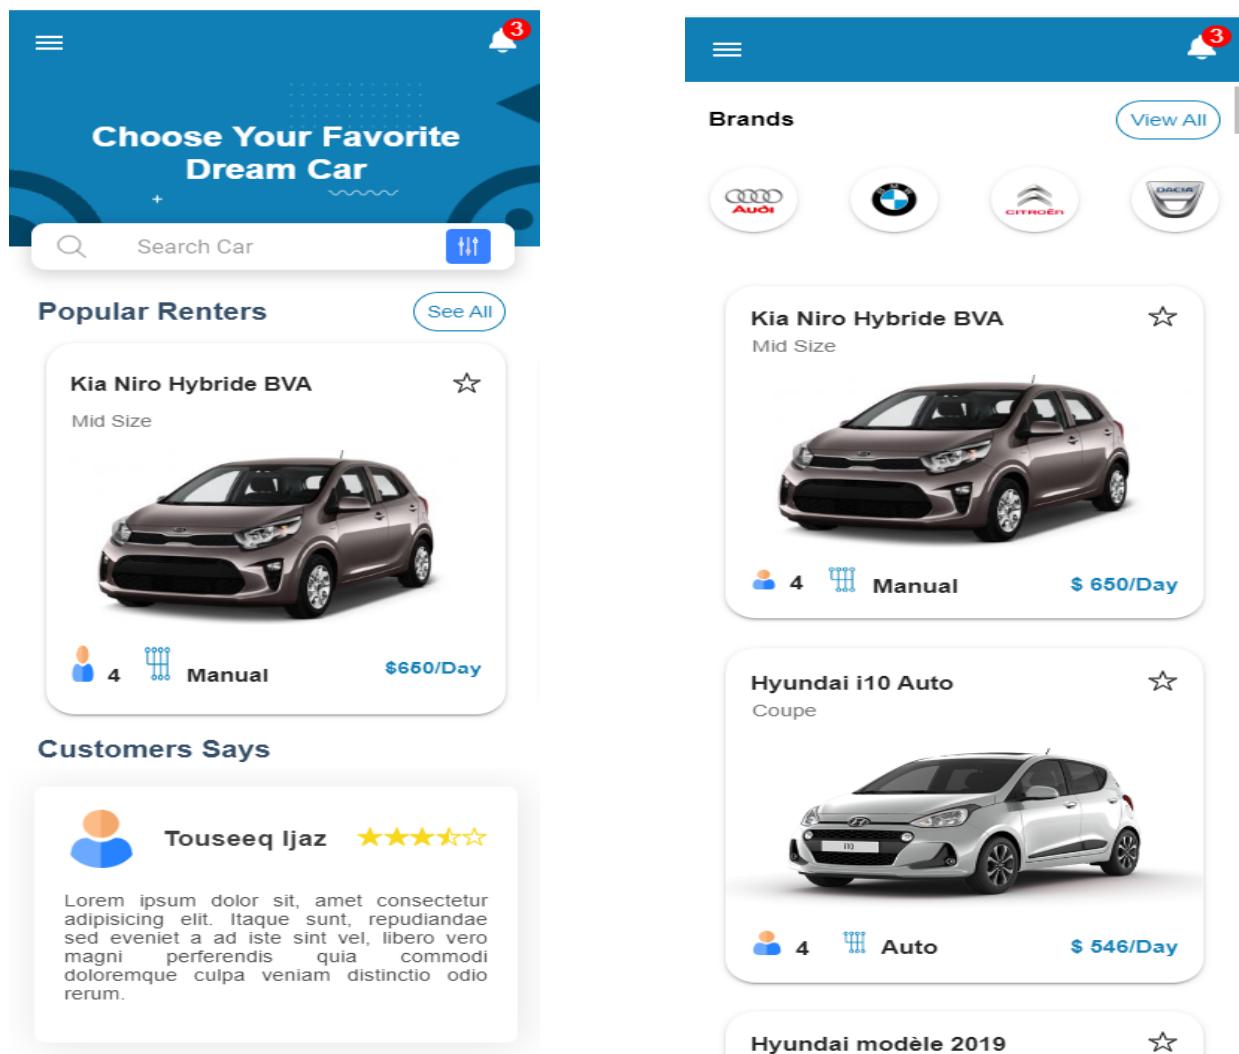 3
Choose Your Favorite
Dream Car
Search Car
Popular Renters
See All
Kia Niro Hybride BVA
Mid Size
4
Manual
$650/Day
Customers Says
Touseeq Ijaz
Lorem ipsum dolor sit, amet consectetur
adipisicing elit. Itaque sunt, repudiandae
sed eveniet a ad iste sint vel, libero vero
magni perferendis quia commodi
doloremque culpa veniam distinctio odio
rerum.
3
Brands
View All
Audi
BMW
CITROËN
DACIA
Kia Niro Hybride BVA
Mid Size
4
Manual
$ 650/Day
Hyundai i10 Auto
Coupe
i10
4
Auto
$ 546/Day
Hyundai modèle 2019